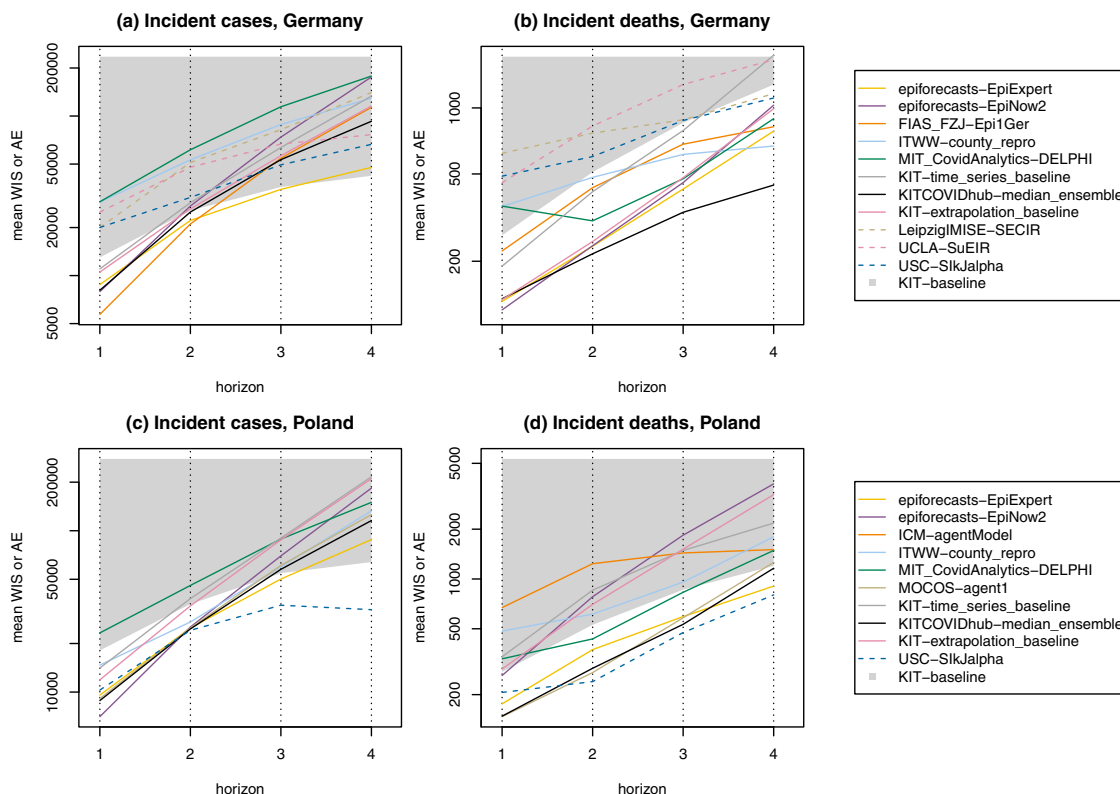 (a) Incident cases, Germany
mean WIS or AE
5000
20000
50000
200000
1 2 3 4
horizon
(b) Incident deaths, Germany
mean WIS or AE
200
500
1000
1 2 3 4
horizon
epiforecasts−EpiExpert
epiforecasts−EpiNow2
FIAS_FZJ−Epi1Ger
ITWW−county_repro
MIT_CovidAnalytics−DELPHI
KIT−time_series_baseline
KITCOVIDhub−median_ensemble
KIT−extrapolation_baseline
LeipzigIMISE−SECIR
UCLA−SuEIR
USC−SIkJalpha
KIT−baseline
(c) Incident cases, Poland
mean WIS or AE
10000
50000
200000
1 2 3 4
horizon
(d) Incident deaths, Poland
mean WIS or AE
200
500
1000
2000
5000
1 2 3 4
horizon
epiforecasts−EpiExpert
epiforecasts−EpiNow2
ICM−agentModel
ITWW−county_repro
MIT_CovidAnalytics−DELPHI
MOCOS−agent1
KIT−time_series_baseline
KITCOVIDhub−median_ensemble
KIT−extrapolation_baseline
USC−SIkJalpha
KIT−baseline